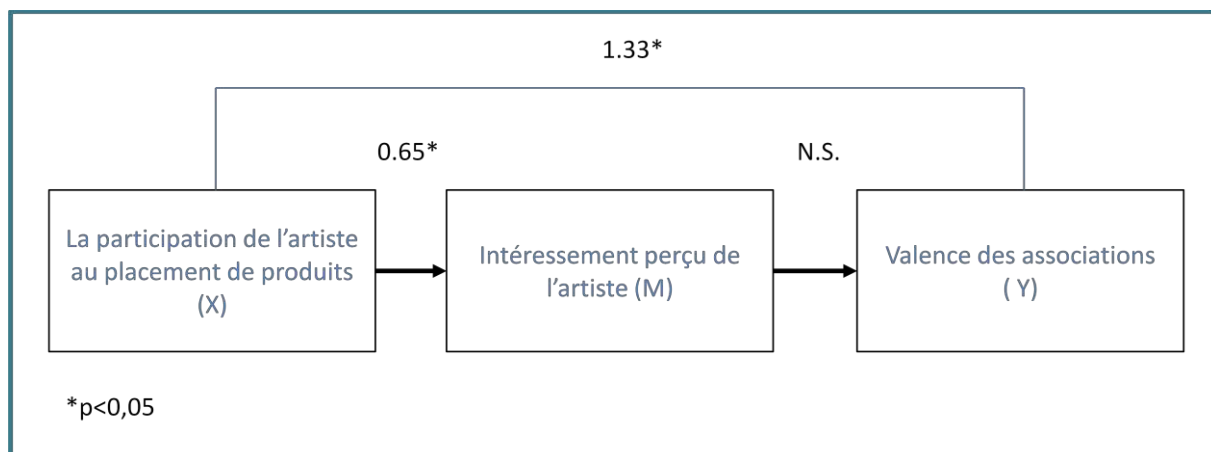 1.33*
0.65*
N.S.
La participation de l’artiste
au placement de produits
(X)
Intéressement perçu de
l’artiste (M)
Valence des associations
( Y)
*p<0,05